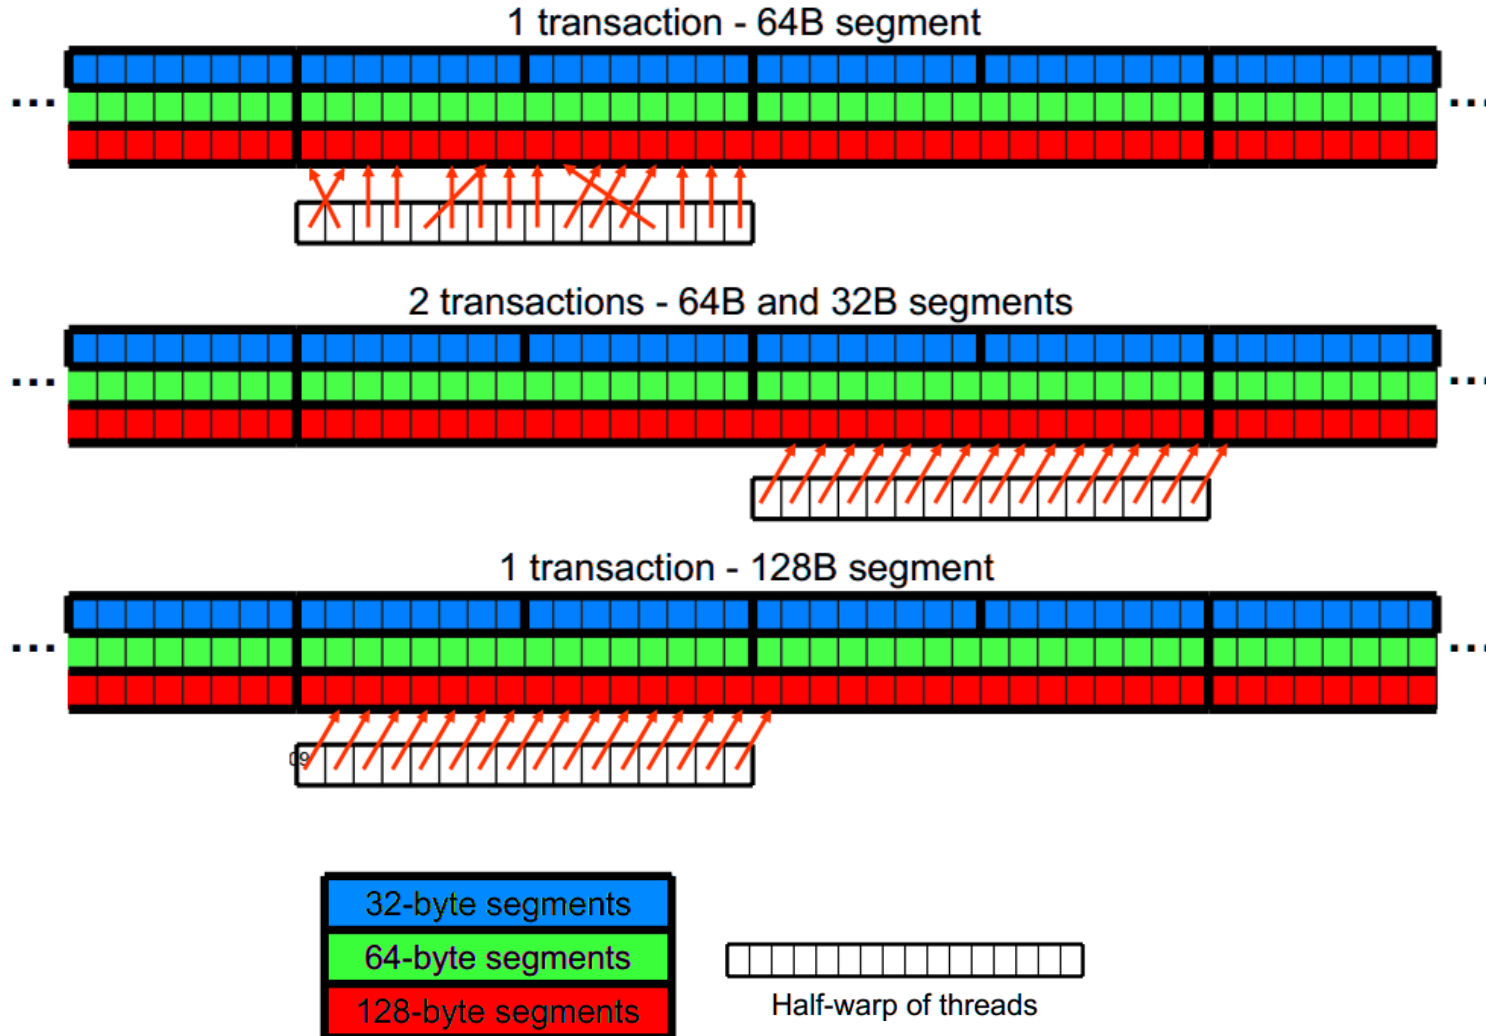 1 transaction - 64B segment
... ...
2 transactions - 64B and 32B segments
... ...
1 transaction - 128B segment
... ...
09
32-byte segments
64-byte segments
128-byte segments
Half-warp of threads